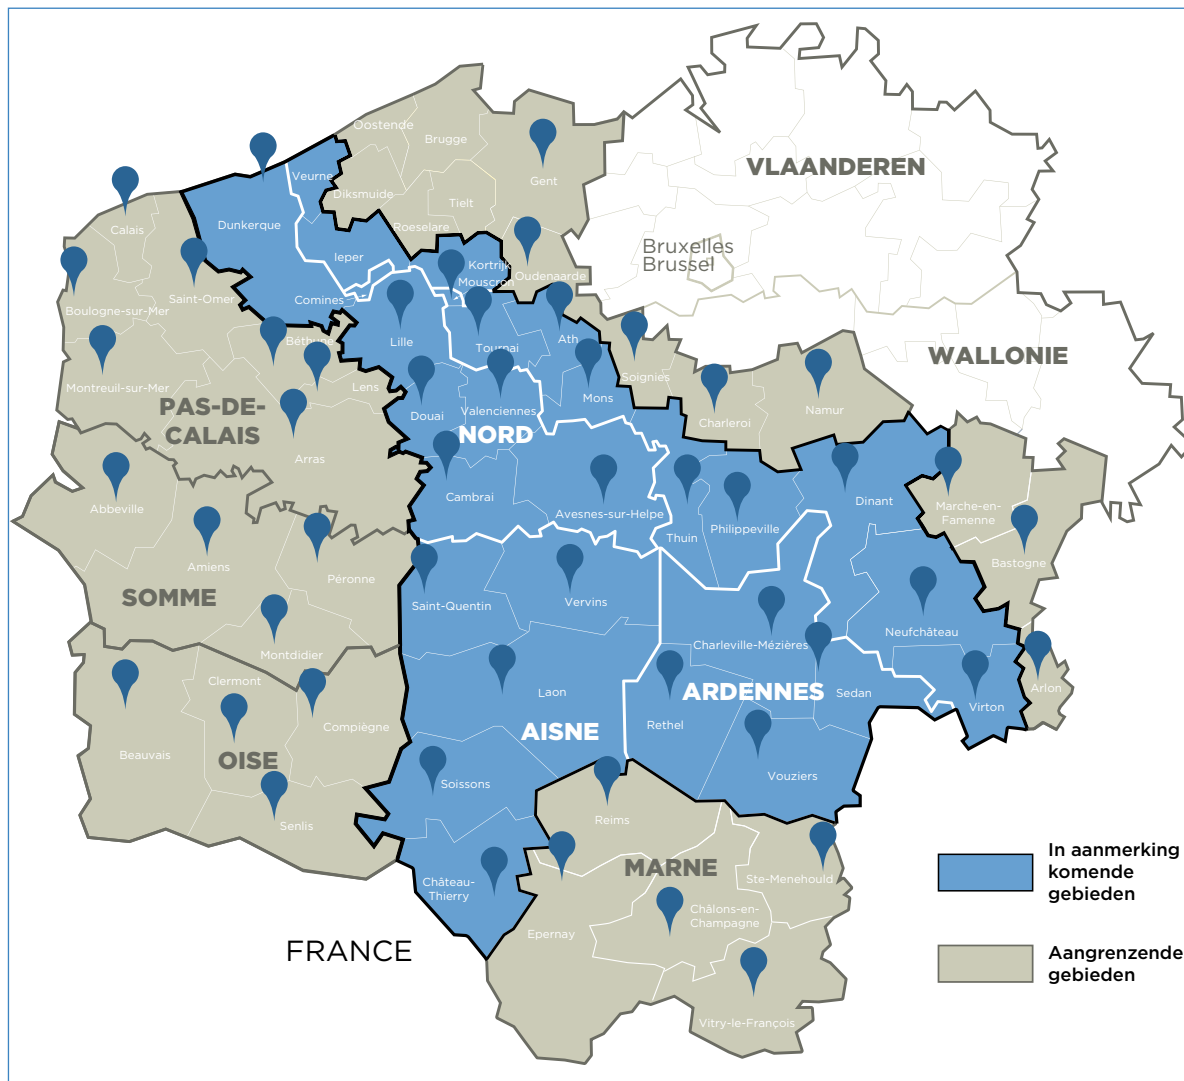 Oostende
Brugge
Gent
VLAANDEREN
Veurne
Diksmuide
Tielt
Calais
Dunkerque
Roeselare
Ieper
Bruxelles
Brussel
Kortrijk
Mouscron
Oudenaarde
Saint-Omer
Comines
Boulogne-sur-Mer
Béthune
Lille
Tournai
Ath
WALLONIE
Montreuil-sur-Mer
Lens
Soignies
Mons
Namur
PAS-DE-
CALAIS
Douai
Valenciennes
NORD
Charleroi
Arras
Cambrai
Avesnes-sur-Helpe
Dinant
Abbeville
Marche-en-
Famenne
Philippeville
Thuin
Bastogne
Amiens
Péronne
SOMME
Saint-Quentin
Vervins
Neufchâteau
Charleville-Mézières
Montdidier
Clermont
Laon
ARDENNES
Sedan
Arlon
Virton
Compiègne
Rethel
AISNE
Beauvais
OISE
Vouziers
Soissons
Senlis
Reims
In aanmerking
komende
gebieden
MARNE
Ste-Menehould
Château-
Thierry
Châlons-en-
Champagne
Epernay
FRANCE
Aangrenzende
gebieden
Vitry-le-François